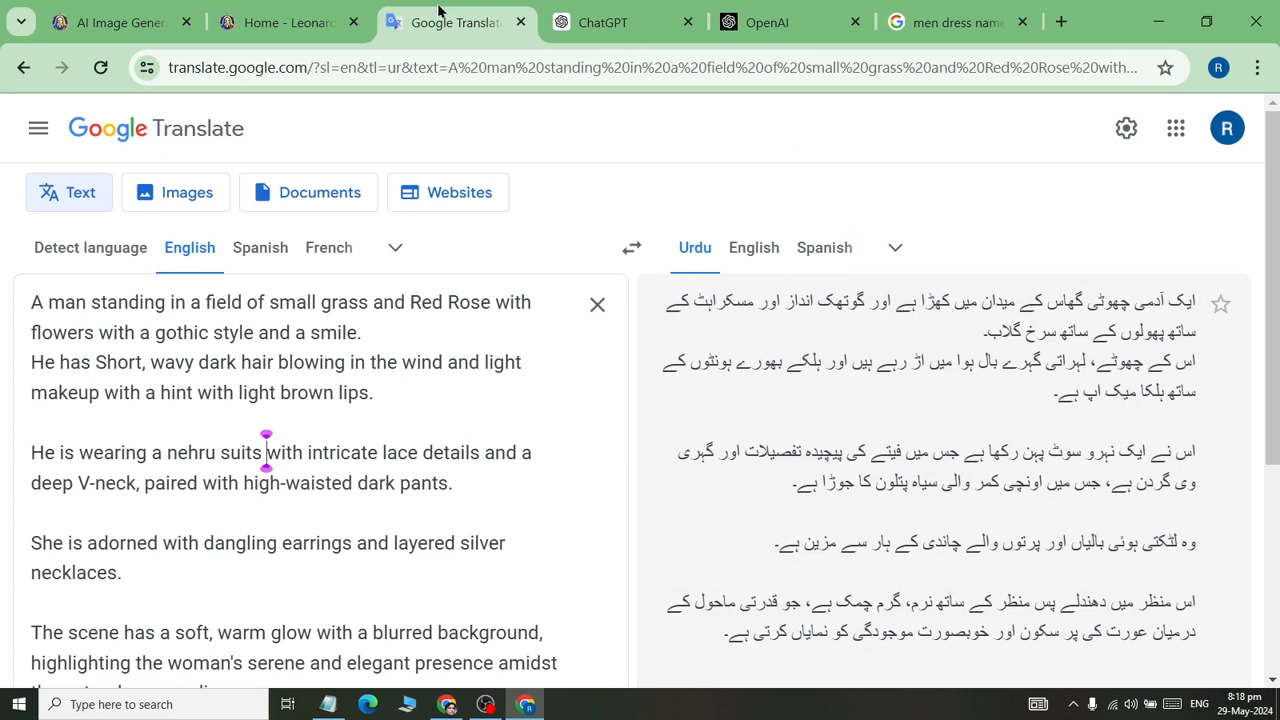 AI Image Gener
Home - Leonard
Google Translate
ChatGPT
OpenAI
men dress name
translate.google.com/?sl=en&tl=ur&text=A%20man%20standing%20in%20a%20field%20of%20small%20grass%20and%20Red%20Rose%20with...
R
Google Translate
R
Text
Images
Documents
Websites
Detect language
English
Spanish
French
Urdu
English
Spanish
A man standing in a field of small grass and Red Rose with
flowers with a gothic style and a smile.
He has Short, wavy dark hair blowing in the wind and light
makeup with a hint with light brown lips.
He is wearing a nehru suits with intricate lace details and a
deep V-neck, paired with high-waisted dark pants.
She is adorned with dangling earrings and layered silver
necklaces.
The scene has a soft, warm glow with a blurred background,
highlighting the woman's serene and elegant presence amidst
ایک آدمی چھوٹی گھاس کے میدان میں کھڑا ہے اور گوتھک انداز اور مسکراہٹ کے
ساتھ پھولوں کے ساتھ سرخ گلاب۔
اس کے چھوٹے، لہراتی گہرے بال ہوا میں اڑ رہے ہیں اور ہلکے بھورے ہونٹوں کے
ساتھ ہلکا میک اپ ہے۔
اس نے ایک نہرو سوٹ پہن رکھا ہے جس میں فیتے کی پیچیدہ تفصیلات اور گہری
وی گردن ہے، جس میں اونچی کمر والی سیاہ پتلون کا جوڑا ہے۔
وہ لٹکتی ہوئی بالیاں اور پرتوں والے چاندی کے ہار سے مزین ہے۔
اس منظر میں دھندلے پس منظر کے ساتھ نرم، گرم چمک ہے، جو قدرتی ماحول کے
درمیان عورت کی پر سکون اور خوبصورت موجودگی کو نمایاں کرتی ہے۔
Type here to search
ENG
8:18 pm
29-May-2024